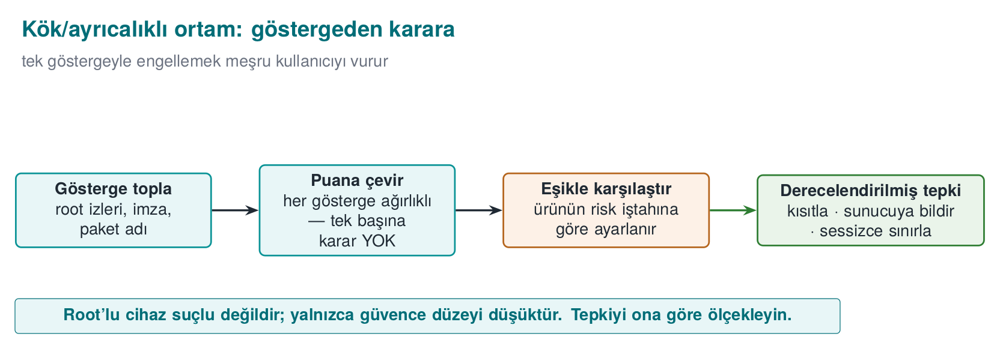 Kök/ayrıcalıklı ortam: göstergeden karara
tek göstergeyle engellemek meşru kullanıcıyı vurur
Gösterge topla
root izleri, imza,
paket adı
Puana çevir
her gösterge ağırlıklı
— tek başına
karar YOK
Eşikle karşılaştır
ürünün risk iştahına
göre ayarlanır
Derecelendirilmiş tepki
kısıtla · sunucuya bildir
· sessizce sınırla
Root’lu cihaz suçlu değildir; yalnızca güvence düzeyi düşüktür. Tepkiyi ona göre ölçekleyin.